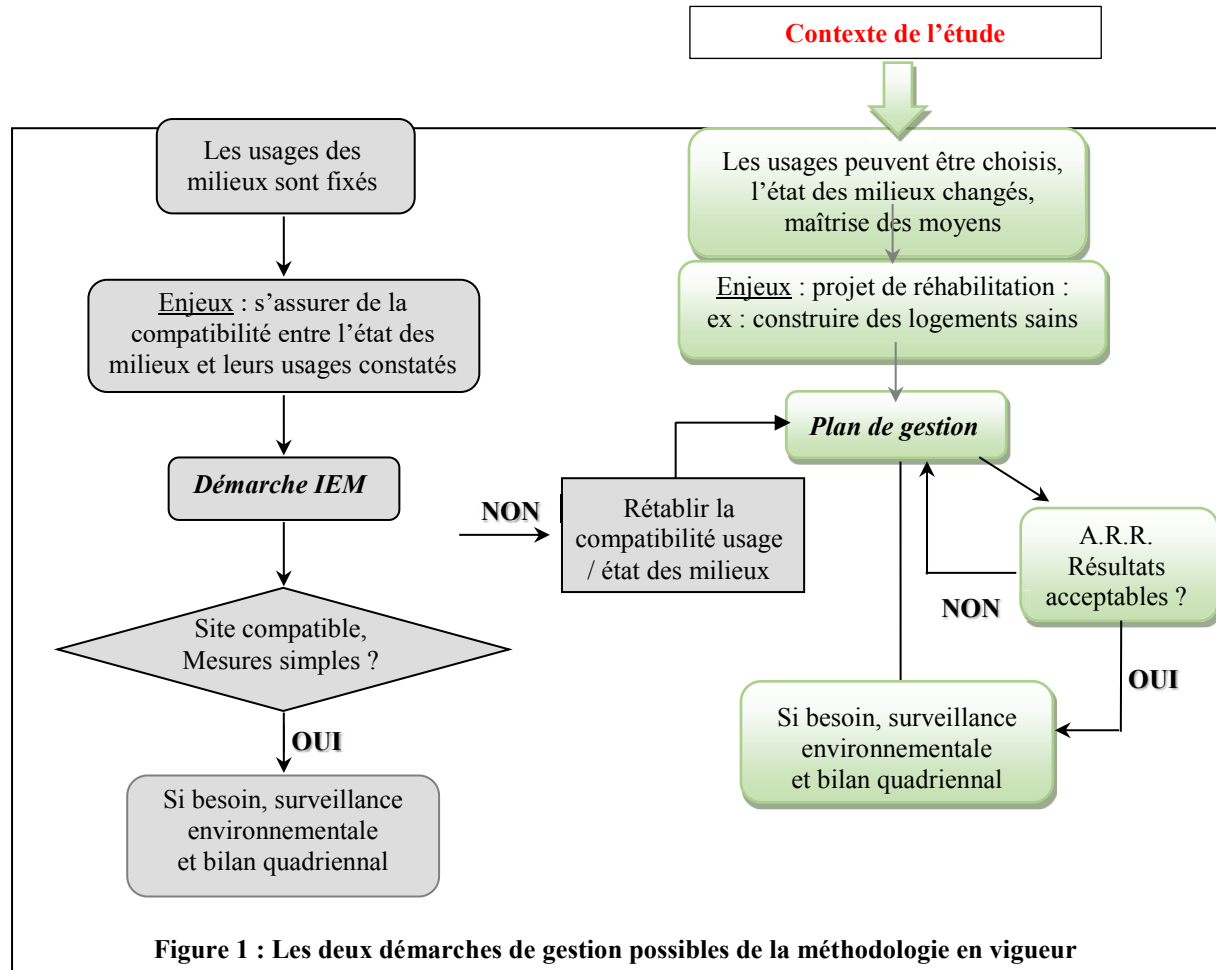 Contexte de l’étude
Les usages des
milieux sont fixés
Enjeux : s’assurer de la
compatibilité entre l’état des
milieux et leurs usages constatés
Démarche IEM
Site compatible,
Mesures simples ?
OUI
Si besoin, surveillance
environnementale
et bilan quadriennal
NON
Rétablir la
compatibilité usage
/ état des milieux
Les usages peuvent être choisis,
l’état des milieux changés,
maîtrise des moyens
Enjeux : projet de réhabilitation :
ex : construire des logements sains
Plan de gestion
A.R.R.
Résultats
acceptables ?
NON
OUI
Si besoin, surveillance
environnementale
et bilan quadriennal
Figure 1 : Les deux démarches de gestion possibles de la méthodologie en vigueur